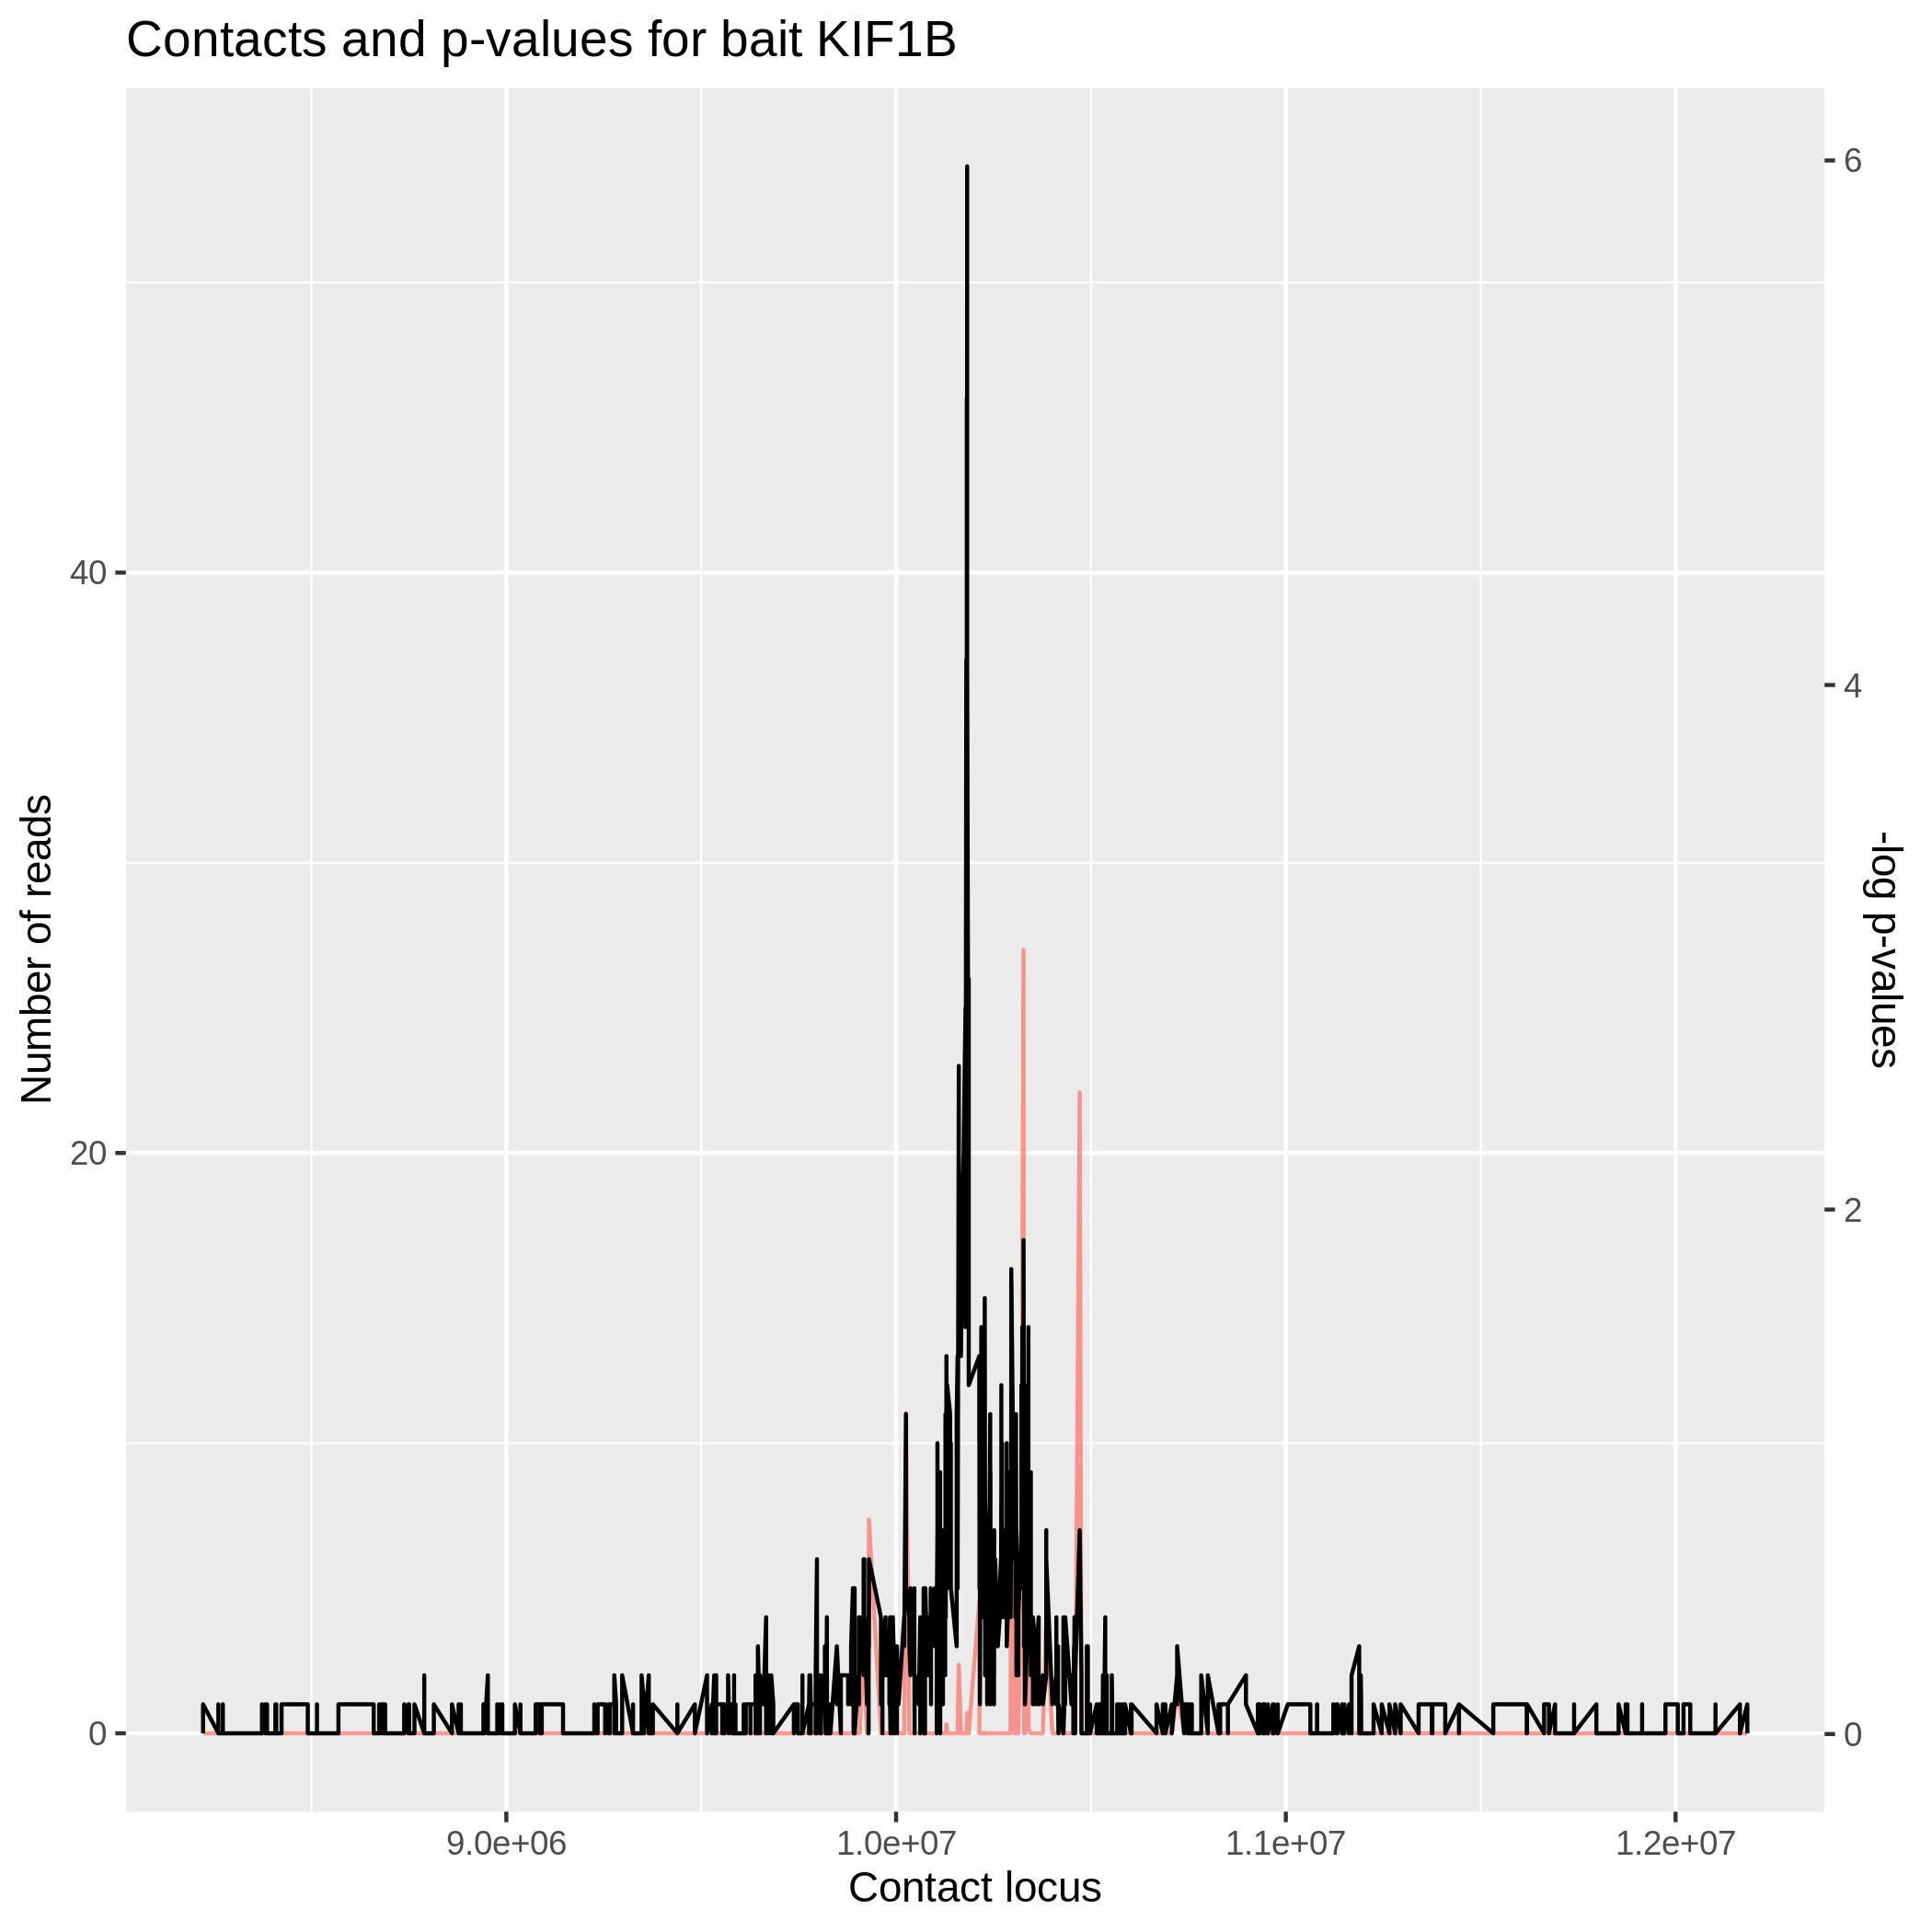 Contacts and p-values for bait KIF1B
Number of reads
40
20
0
6
4
2
0
-log p-values
9.0e+06 1.0e+07 1.1e+07 1.2e+07
Contact locus